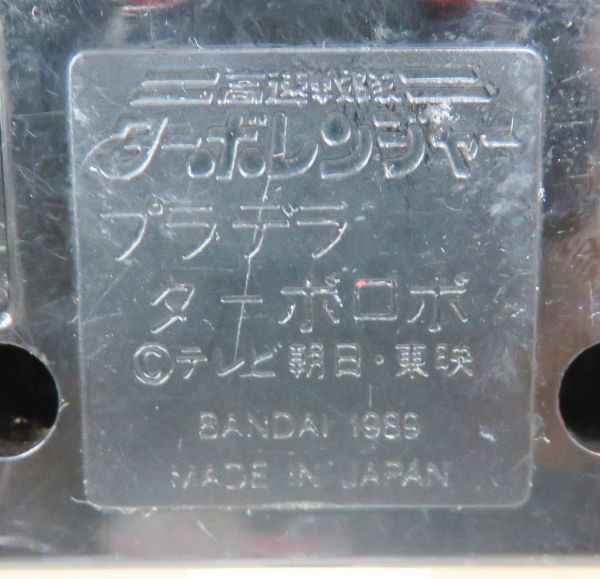 高速戦隊
ターボレンジャー
プラデラ
ターボロボ
©テレビ朝日・東映
BANDAI 1989
MADE IN JAPAN